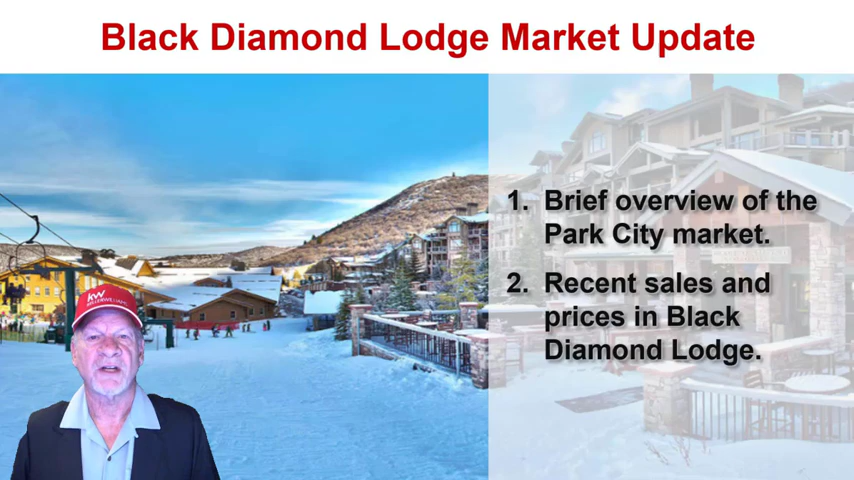 Black Diamond Lodge Market Update
1. Brief overview of the
Park City market.
2. Recent sales and
prices in Black
Diamond Lodge.
kw
KELLERWILLIAMS